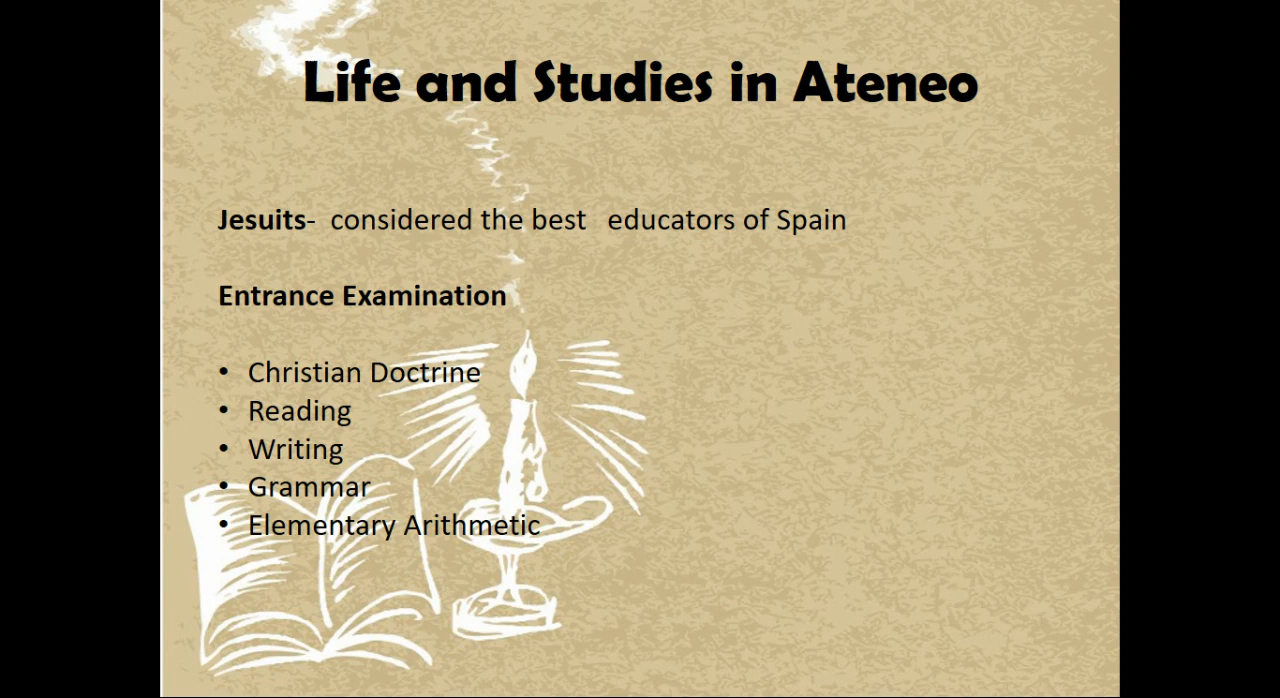 Life and Studies in Ateneo
Jesuits- considered the best educators of Spain
Entrance Examination
• Christian Doctrine
• Reading
• Writing
• Grammar
• Elementary Arithmetic